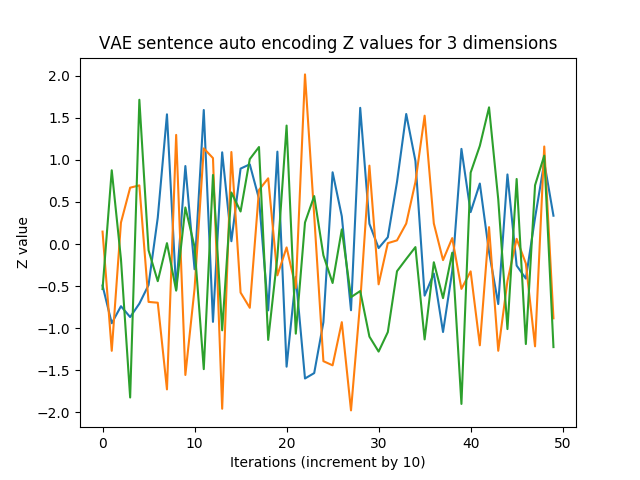 VAE sentence auto encoding Z values for 3 dimensions
2.0
1.5
1.0
0.5
0.0
−0.5
−1.0
−1.5
−2.0
Z value
0 10 20 30 40 50
Iterations (increment by 10)